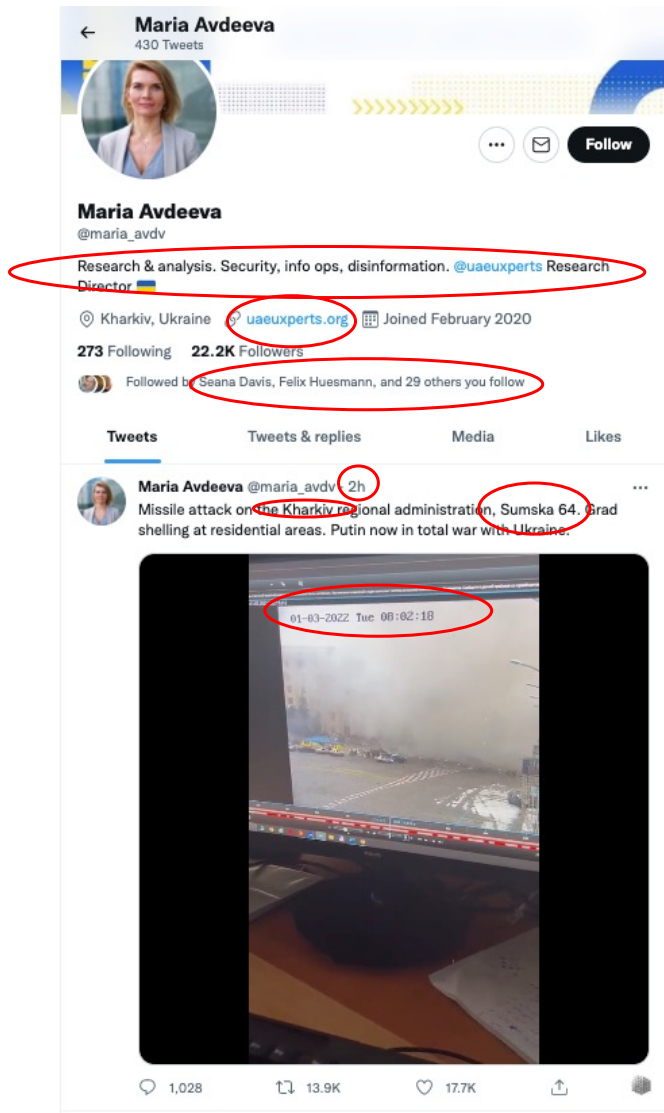 Maria Avdeeva
430 Tweets
Follow
Maria Avdeeva
@maria_avdv
Research & analysis. Security, info ops, disinformation. @uaeuxperts Research
Director 🇺🇦
Kharkiv, Ukraine uaeuxperts.org Joined February 2020
273 Following 22.2K Followers
Followed by Seana Davis, Felix Huesmann, and 29 others you follow
Tweets Tweets & replies Media Likes
Maria Avdeeva @maria_avdv · 2h
Missile attack on the Kharkiv regional administration, Sumska 64. Grad
shelling at residential areas. Putin now in total war with Ukraine.
01-03-2022 Tue 08:02:18
1,028 13.9K 17.7K